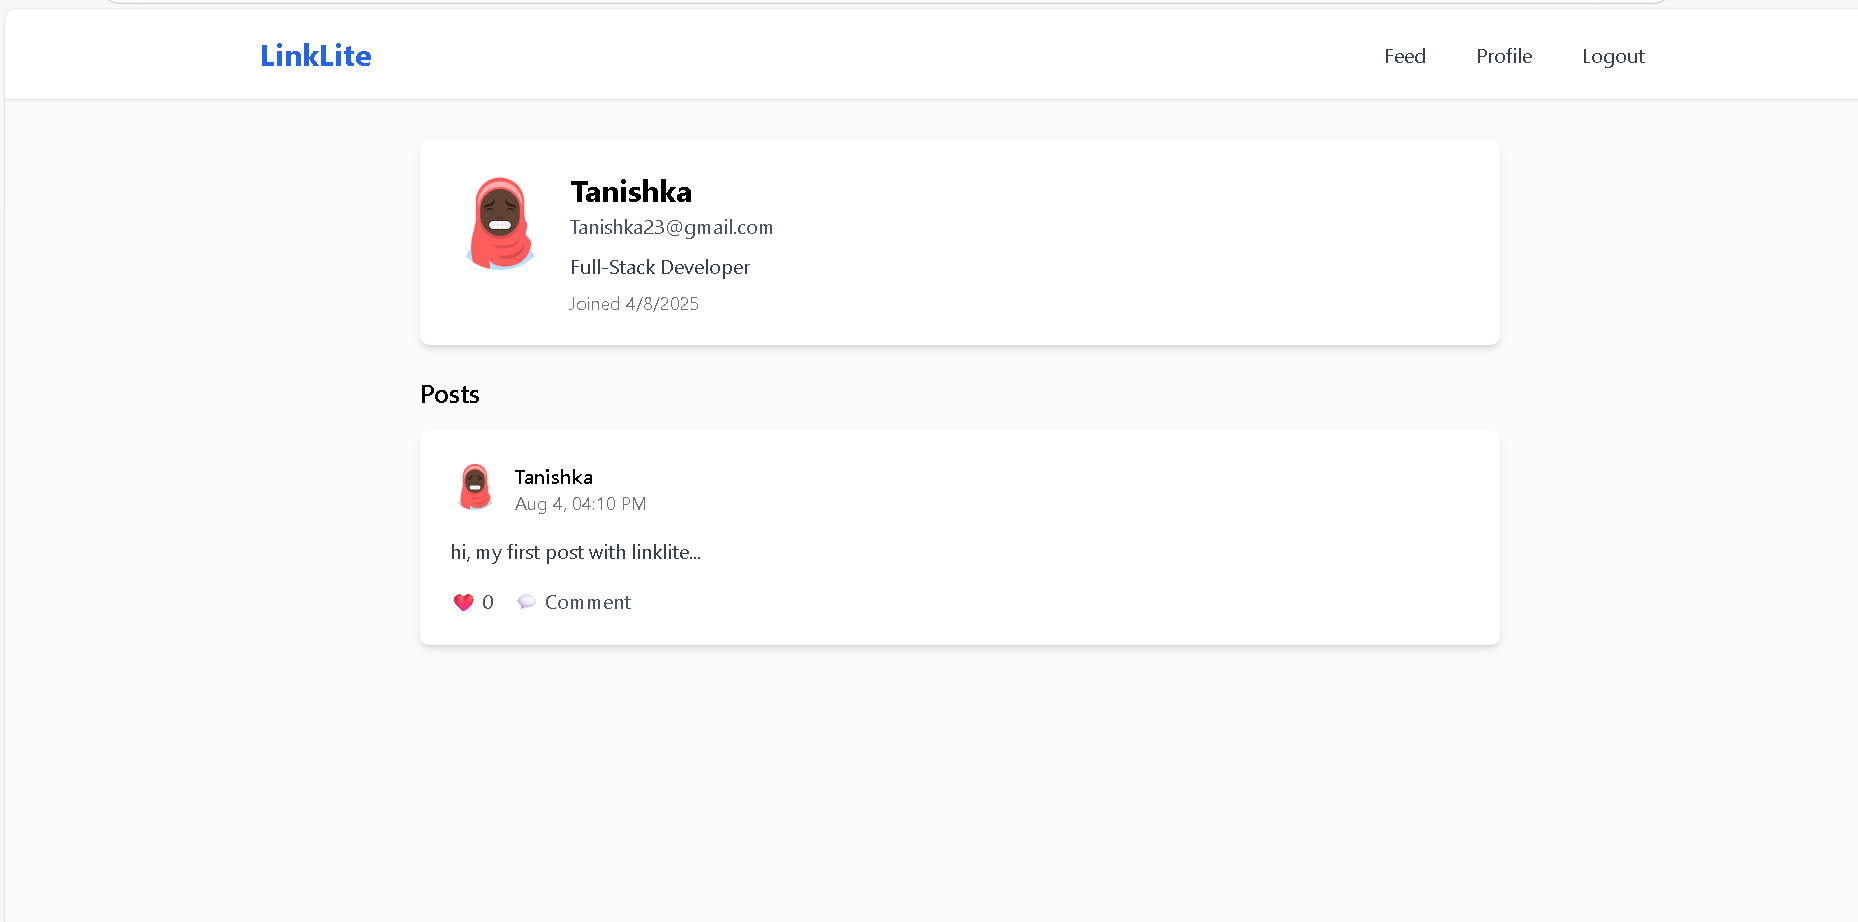 LinkLite
Feed Profile Logout
Tanishka
Tanishka23@gmail.com
Full-Stack Developer
Joined 4/8/2025
Posts
Tanishka
Aug 4, 04:10 PM
hi, my first post with linklite...
0 Comment